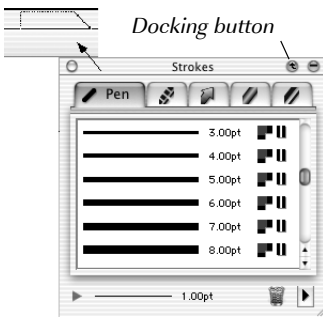 Docking button
Strokes
Pen
3.00pt
4.00pt
5.00pt
6.00pt
7.00pt
8.00pt
1.00pt